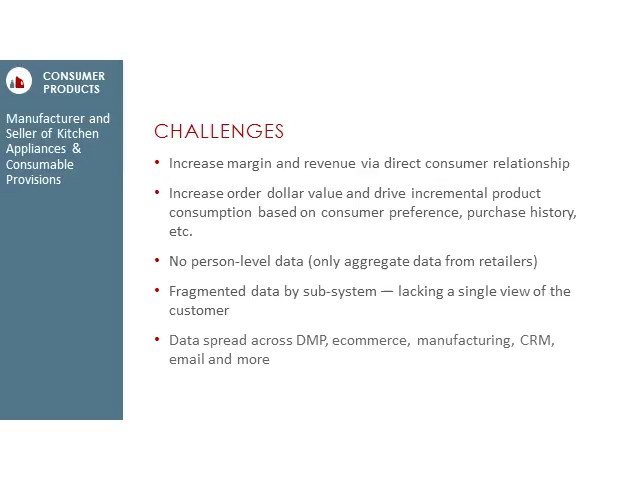 CONSUMER
PRODUCTS
Manufacturer and
Seller of Kitchen
Appliances &
Consumable
Provisions
CHALLENGES
• Increase margin and revenue via direct consumer relationship
• Increase order dollar value and drive incremental product
consumption based on consumer preference, purchase history,
etc.
• No person-level data (only aggregate data from retailers)
• Fragmented data by sub-system — lacking a single view of the
customer
• Data spread across DMP, ecommerce, manufacturing, CRM,
email and more